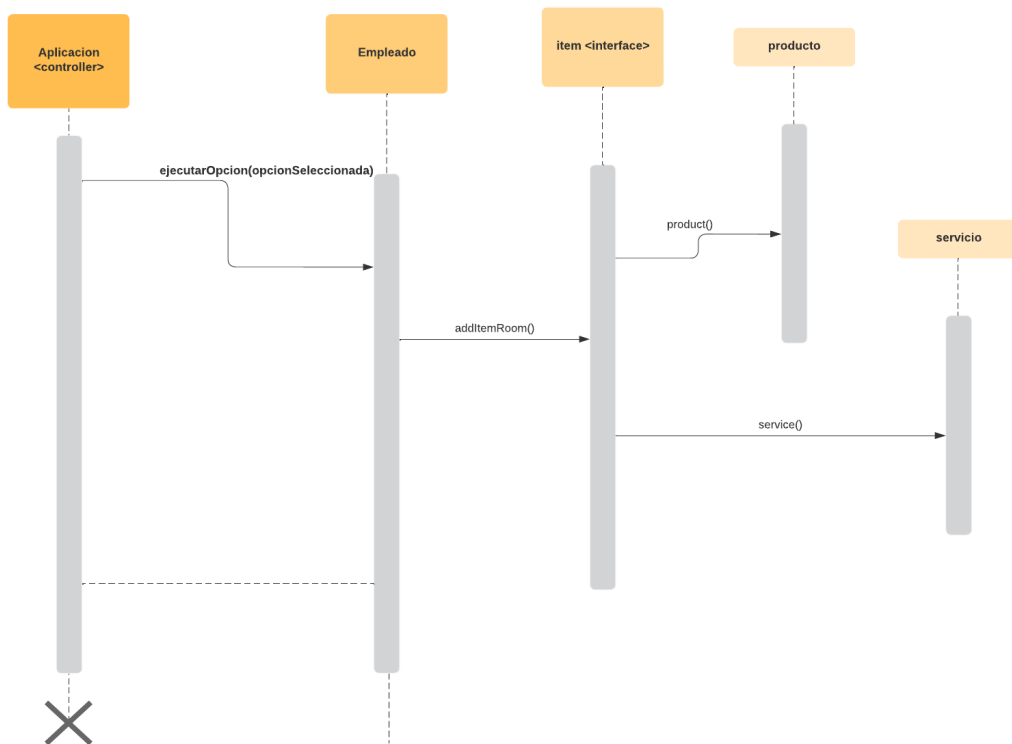 Aplicacion
<controller>
Empleado
item <interface>
producto
ejecutarOpcion(opcionSeleccionada)
product()
servicio
addItemRoom()
service()